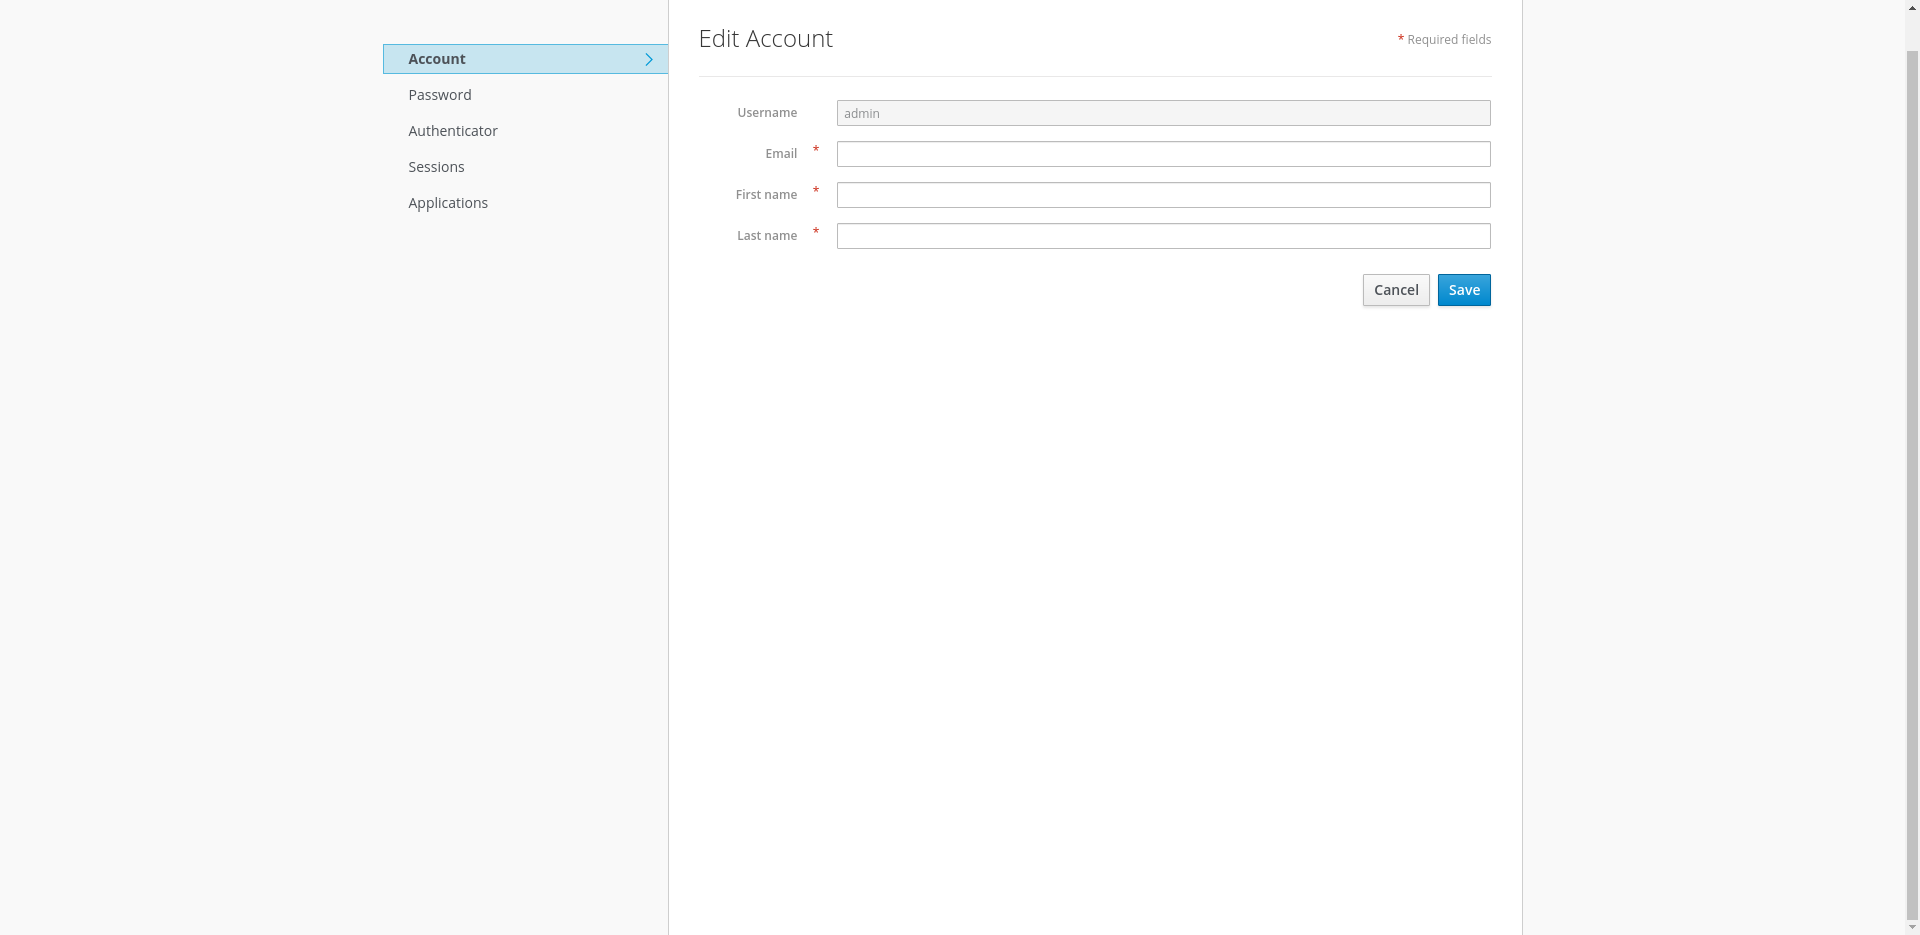 Account
Password
Authenticator
Sessions
Applications
Edit Account
* Required fields
Username
admin
Email *
First name *
Last name *
Cancel Save